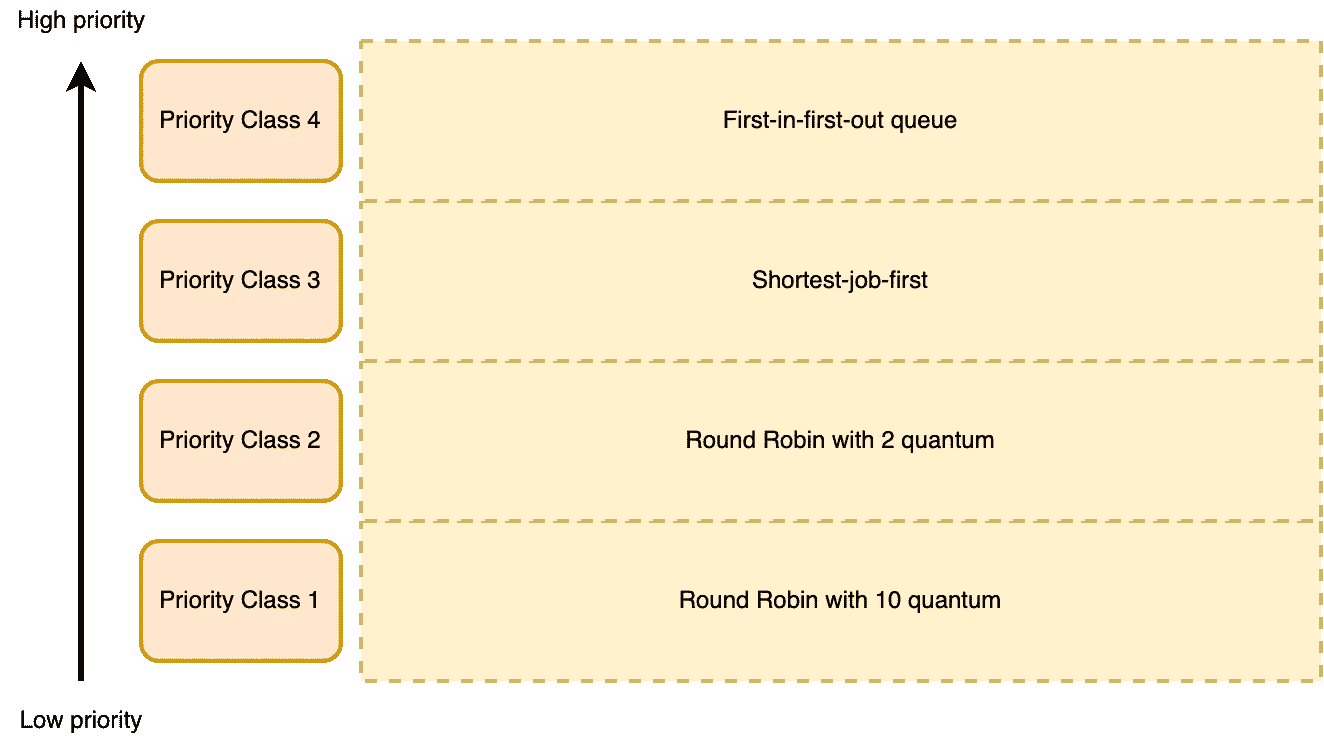 High priority
Priority Class 4
First-in-first-out queue
Priority Class 3
Shortest-job-first
Priority Class 2
Round Robin with 2 quantum
Priority Class 1
Round Robin with 10 quantum
Low priority